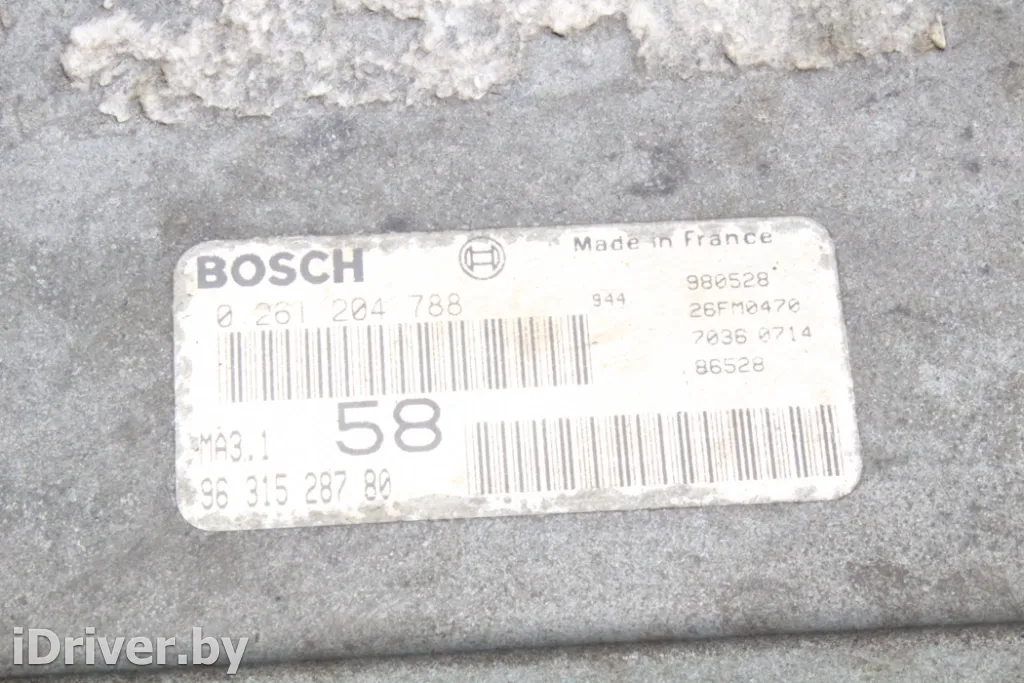 BOSCH
Made in France
0 261 204 788
944
980528
26FM0470
7036 0714
86528
58
MA3.1
96 315 287 80
iDriver.by